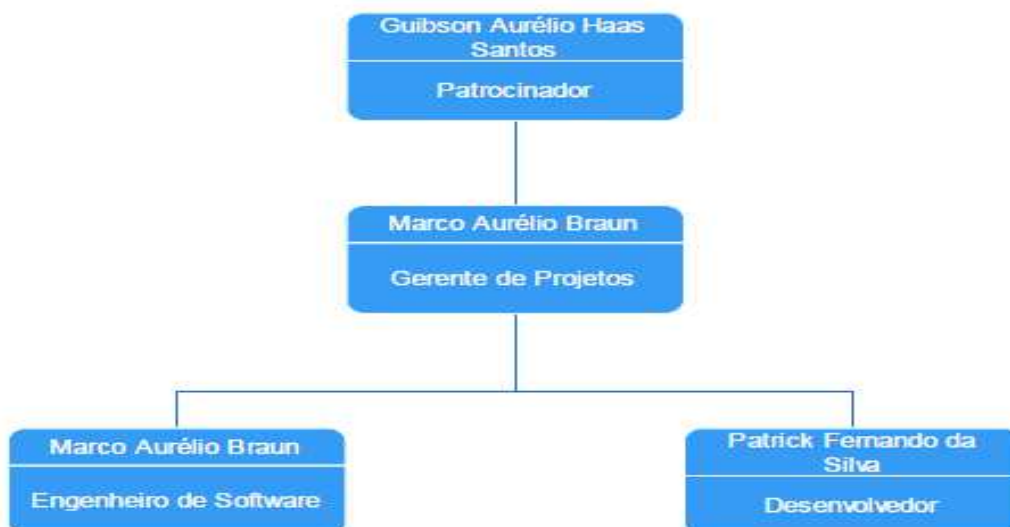 Guibson Aurélio Haas
Santos
Patrocinador
Marco Aurélio Braun
Gerente de Projetos
Marco Aurélio Braun
Engenheiro de Software
Patrick Fernando da
Silva
Desenvolvedor